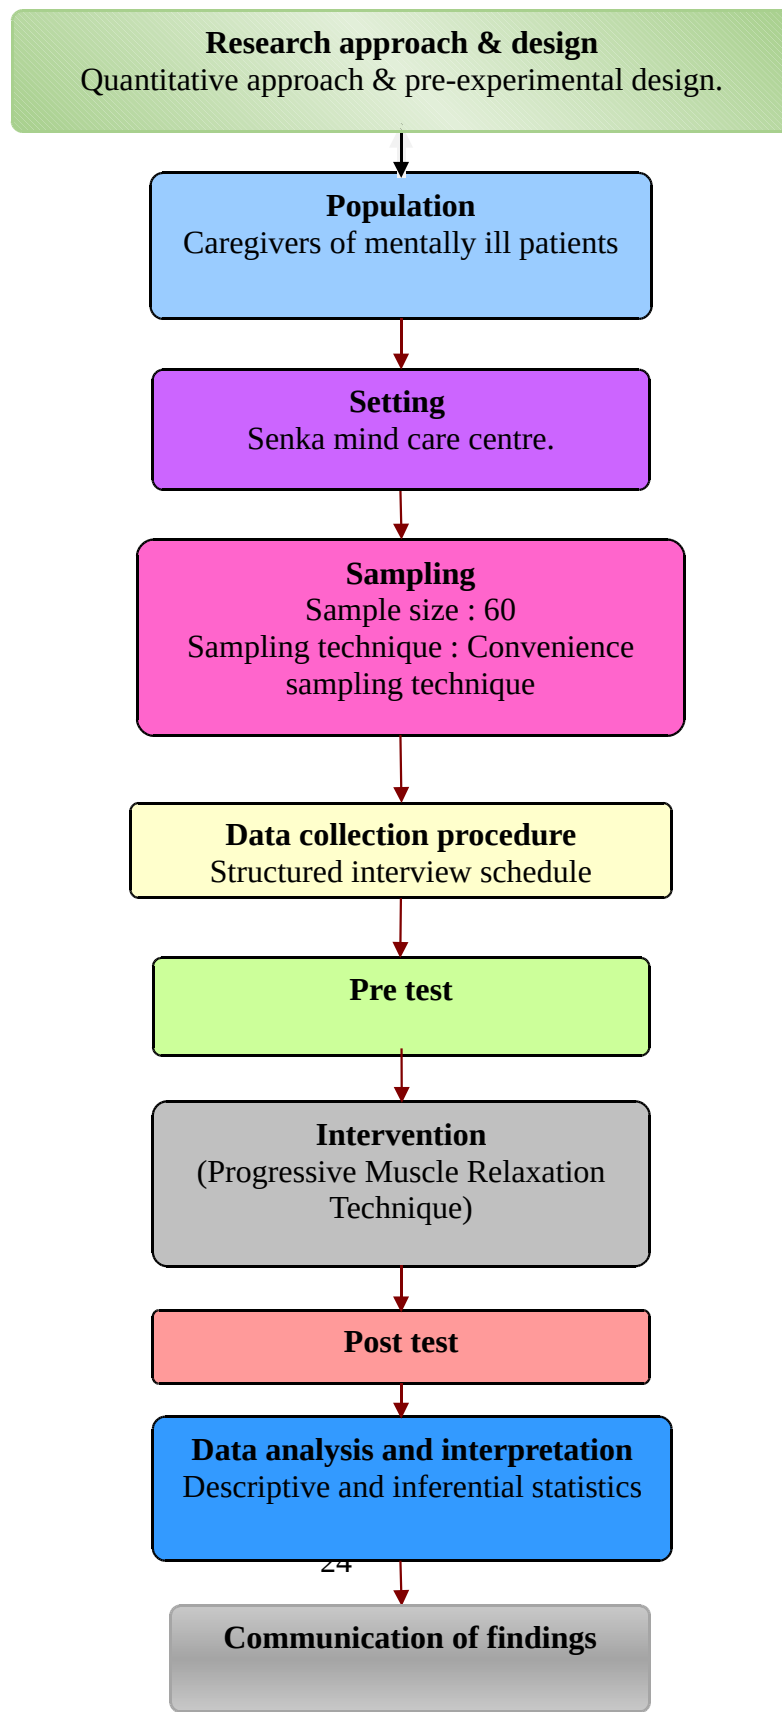 Research approach & design
Quantitative approach & pre-experimental design.
Population
Caregivers of mentally ill patients
Setting
Senka mind care centre.
Sampling
Sample size : 60
Sampling technique : Convenience
sampling technique
Data collection procedure
Structured interview schedule
Pre test
Intervention
(Progressive Muscle Relaxation
Technique)
Post test
Data analysis and interpretation
Descriptive and inferential statistics
24
Communication of findings